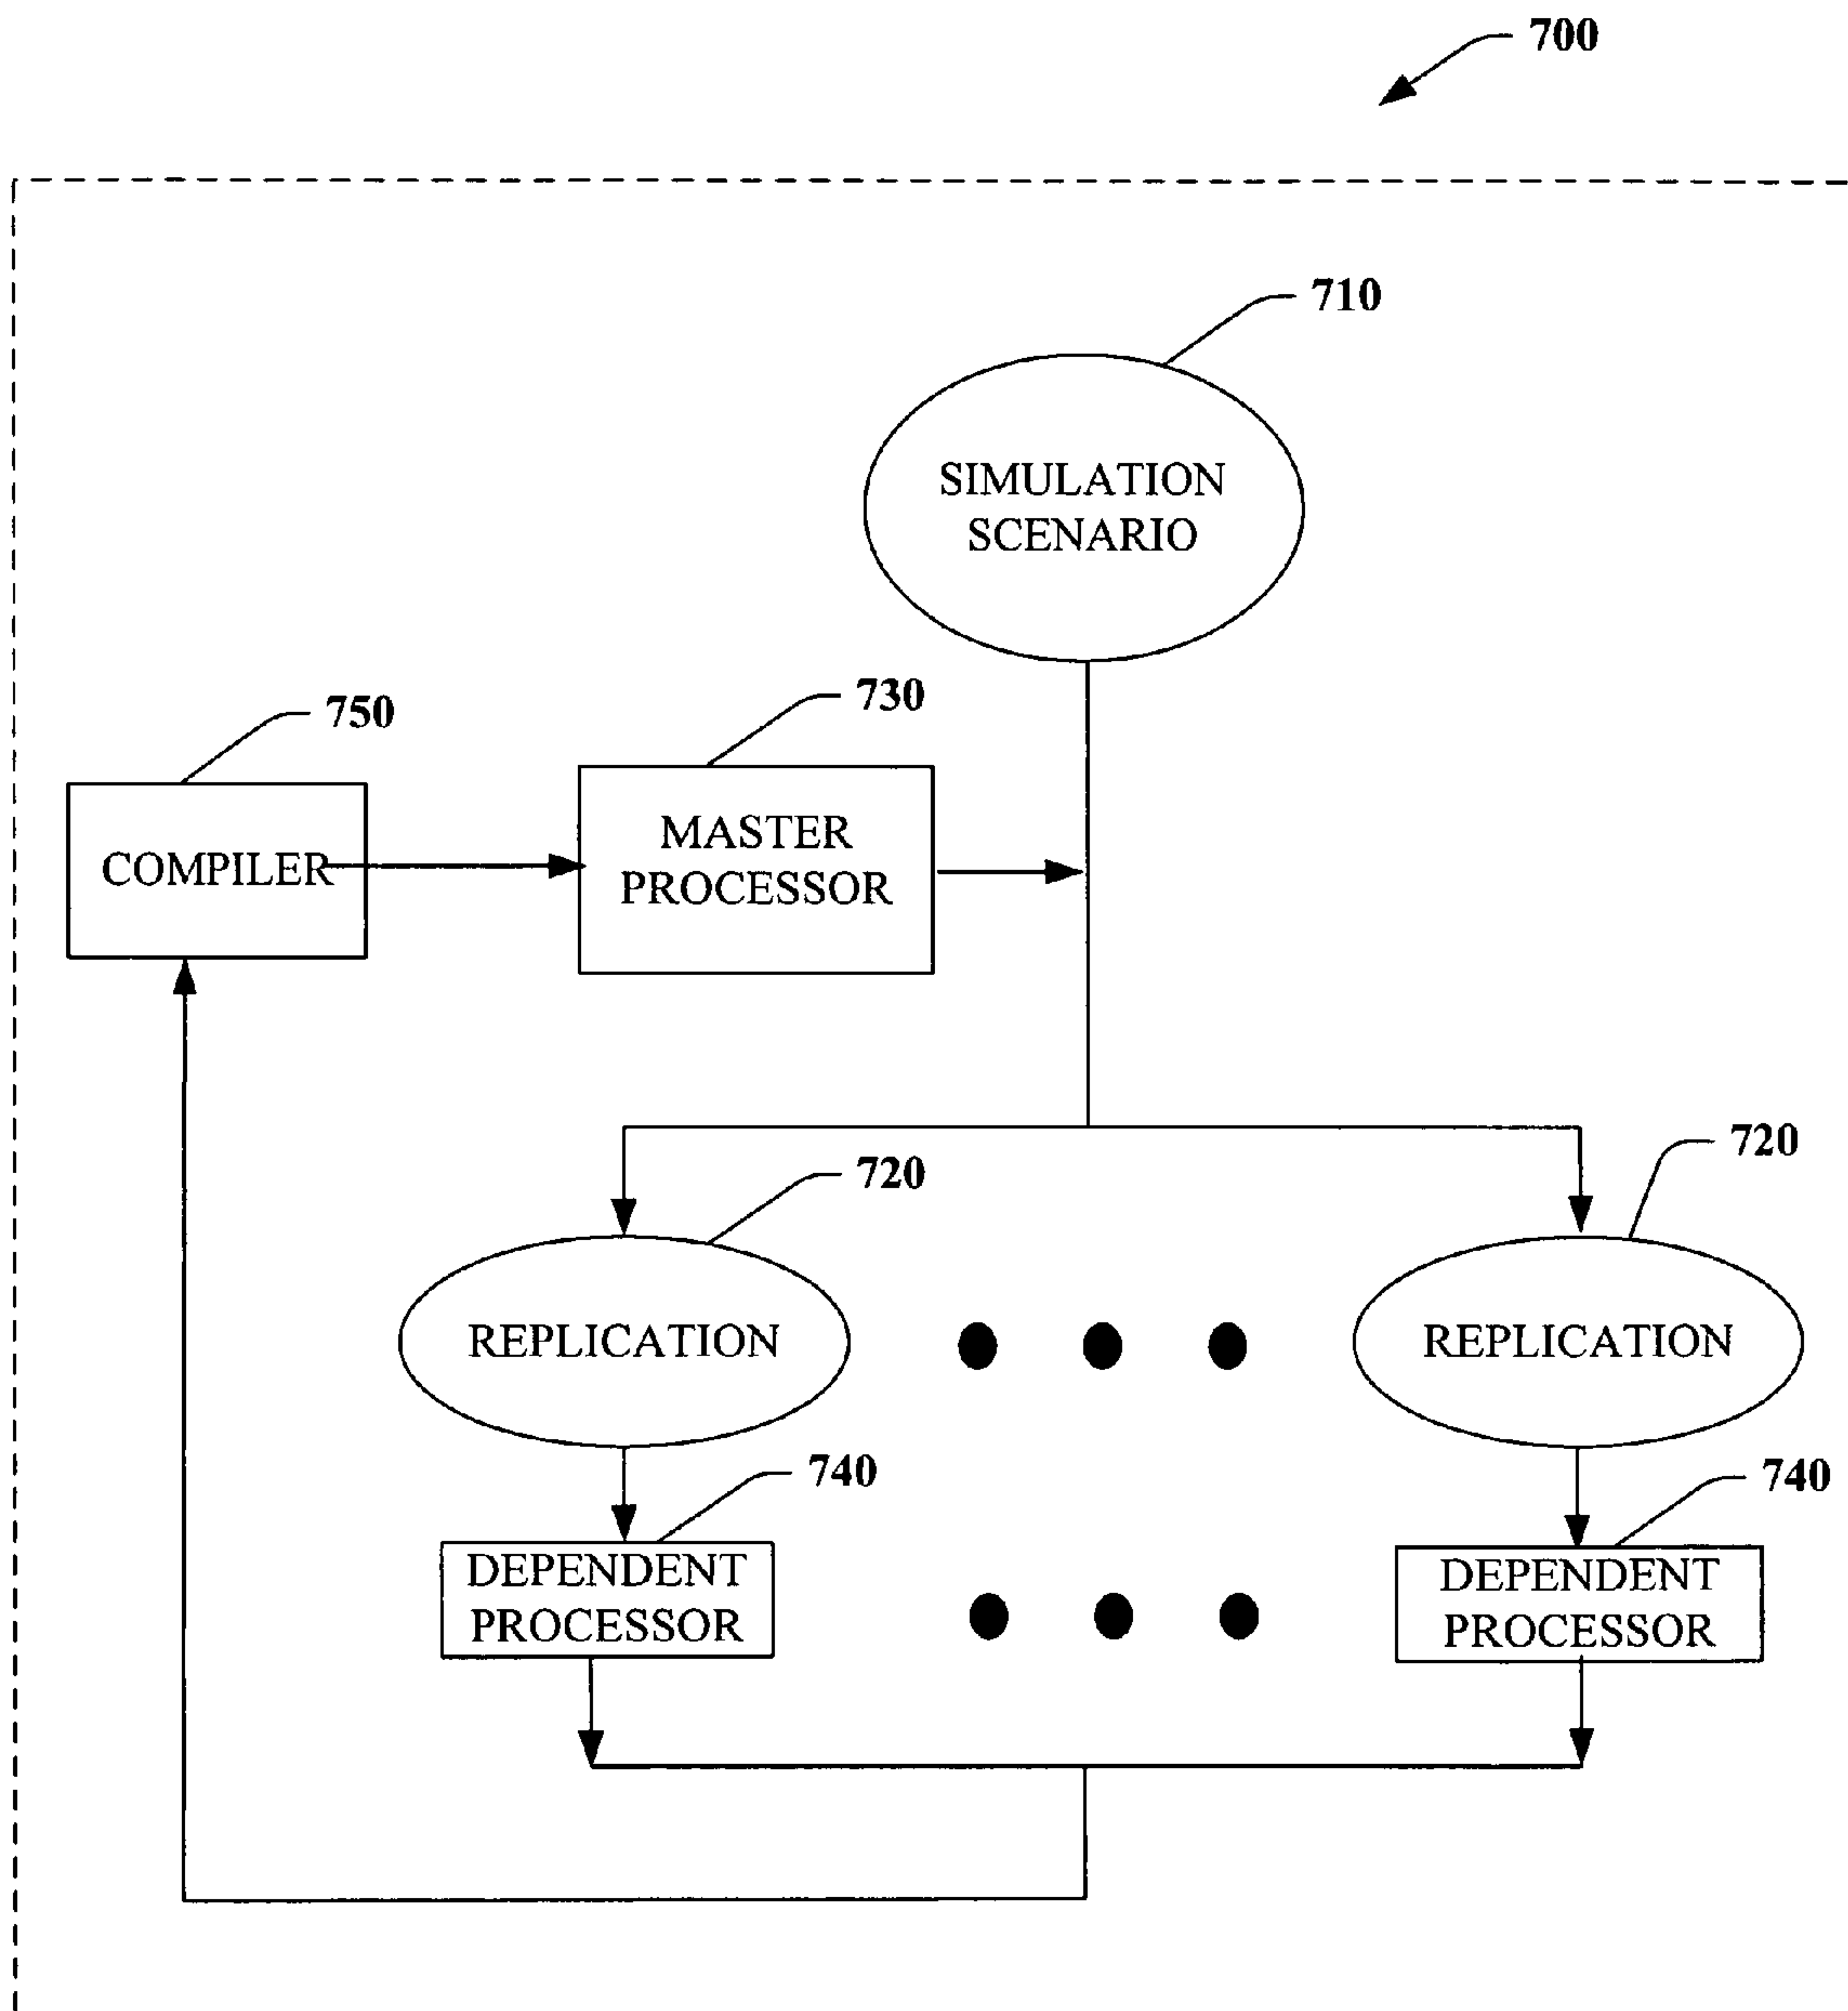 700
710
SIMULATION
SCENARIO
730
750
MASTER
PROCESSOR
COMPILER
720
720
REPLICATION
REPLICATION
740
740
DEPENDENT
PROCESSOR
DEPENDENT
PROCESSOR